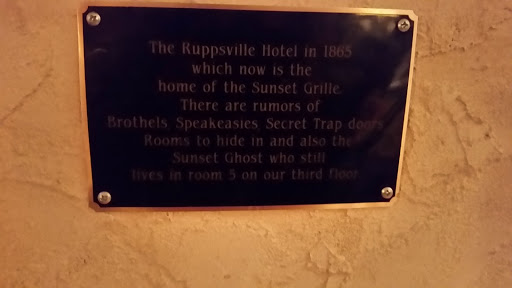 The Ruppsville Hotel in 1865
which now is the
home of the Sunset Grille.
There are rumors of
Brothels, Speakeasies, Secret Trap doors
Rooms to hide in and also the
Sunset Ghost who still
lives in room 5 on our third floor.